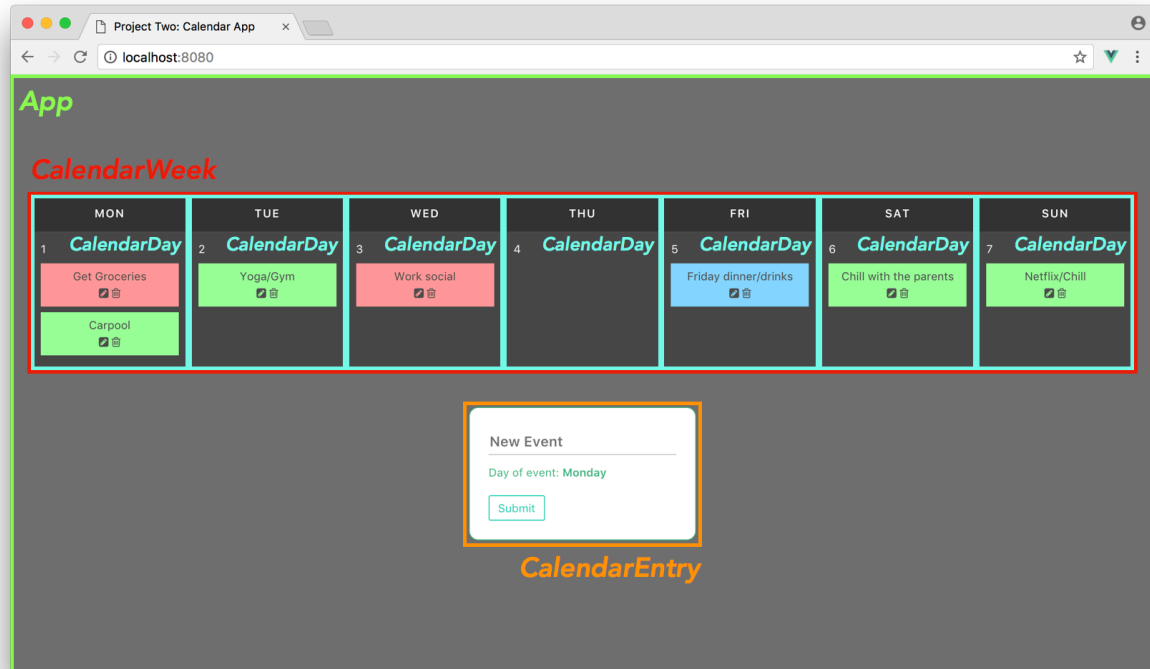 Project Two: Calendar App
localhost:8080
App
CalendarWeek
MON TUE WED THU FRI SAT SUN
1 CalendarDay 2 CalendarDay 3 CalendarDay 4 CalendarDay 5 CalendarDay 6 CalendarDay 7 CalendarDay
Get Groceries Yoga/Gym Work social Friday dinner/drinks Chill with the parents Netflix/Chill
Carpool
New Event
Day of event: Monday
Submit
CalendarEntry